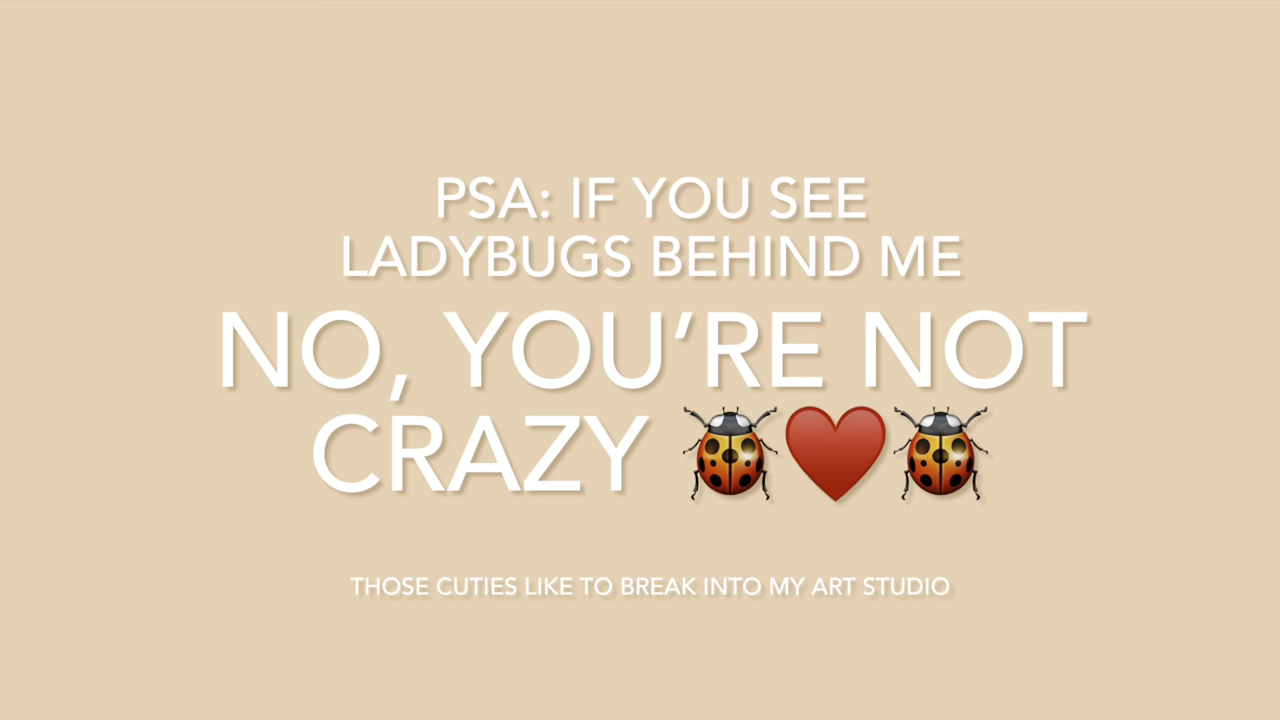 PSA: IF YOU SEE
LADYBUGS BEHIND ME
NO, YOU’RE NOT
CRAZY 🐞♥️🐞
THOSE CUTIES LIKE TO BREAK INTO MY ART STUDIO